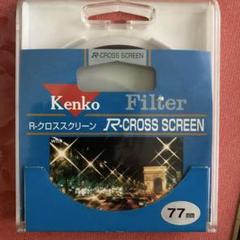 R-CROSS SCREEN
Kenko Filter
R-クロススクリーン R-CROSS SCREEN
77mm